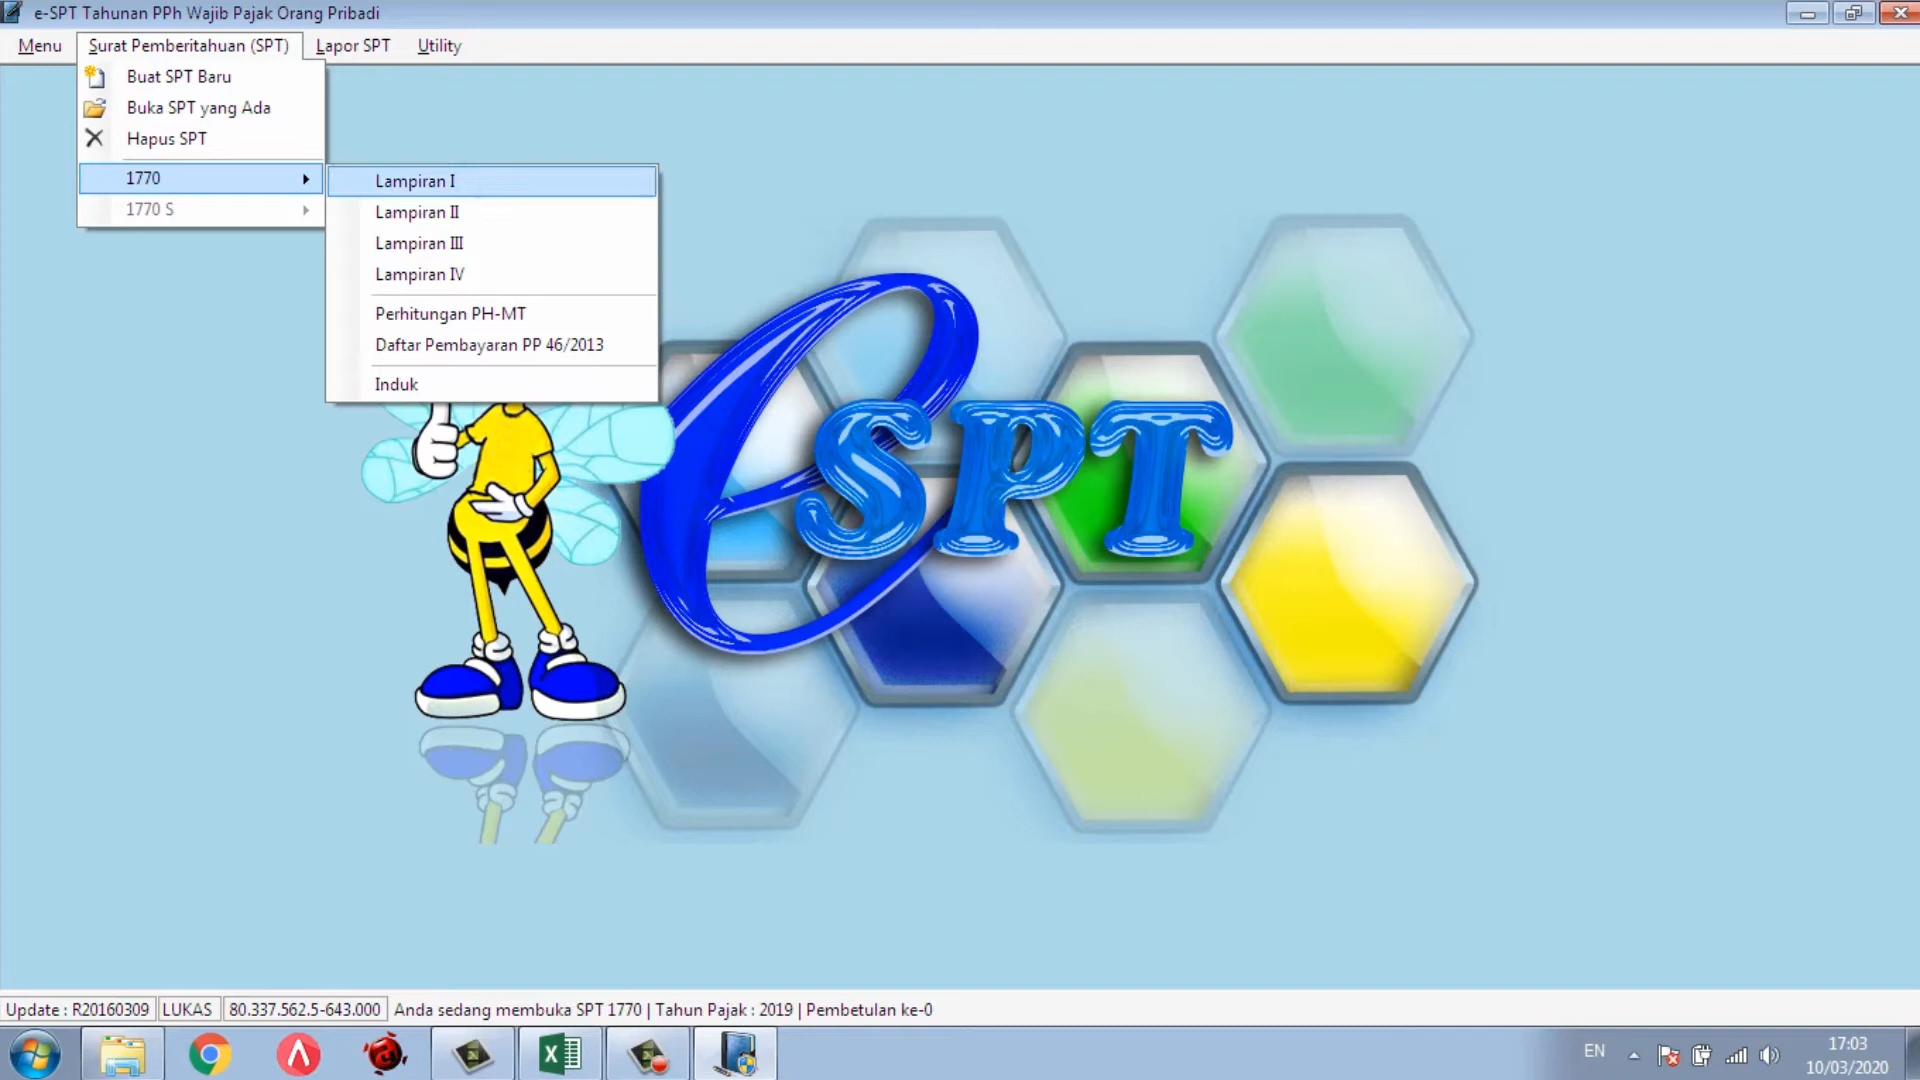 e-SPT Tahunan PPh Wajib Pajak Orang Pribadi
Menu Surat Pemberitahuan (SPT) Lapor SPT Utility
Buat SPT Baru
Buka SPT yang Ada
Hapus SPT
1770
1770 S
Lampiran I
Lampiran II
Lampiran III
Lampiran IV
Perhitungan PH-MT
Daftar Pembayaran PP 46/2013
Induk
eSPT
Update : R20160309 LUKAS 80.337.562.5-643.000 Anda sedang membuka SPT 1770 | Tahun Pajak : 2019 | Pembetulan ke-0
EN
17:03
10/03/2020